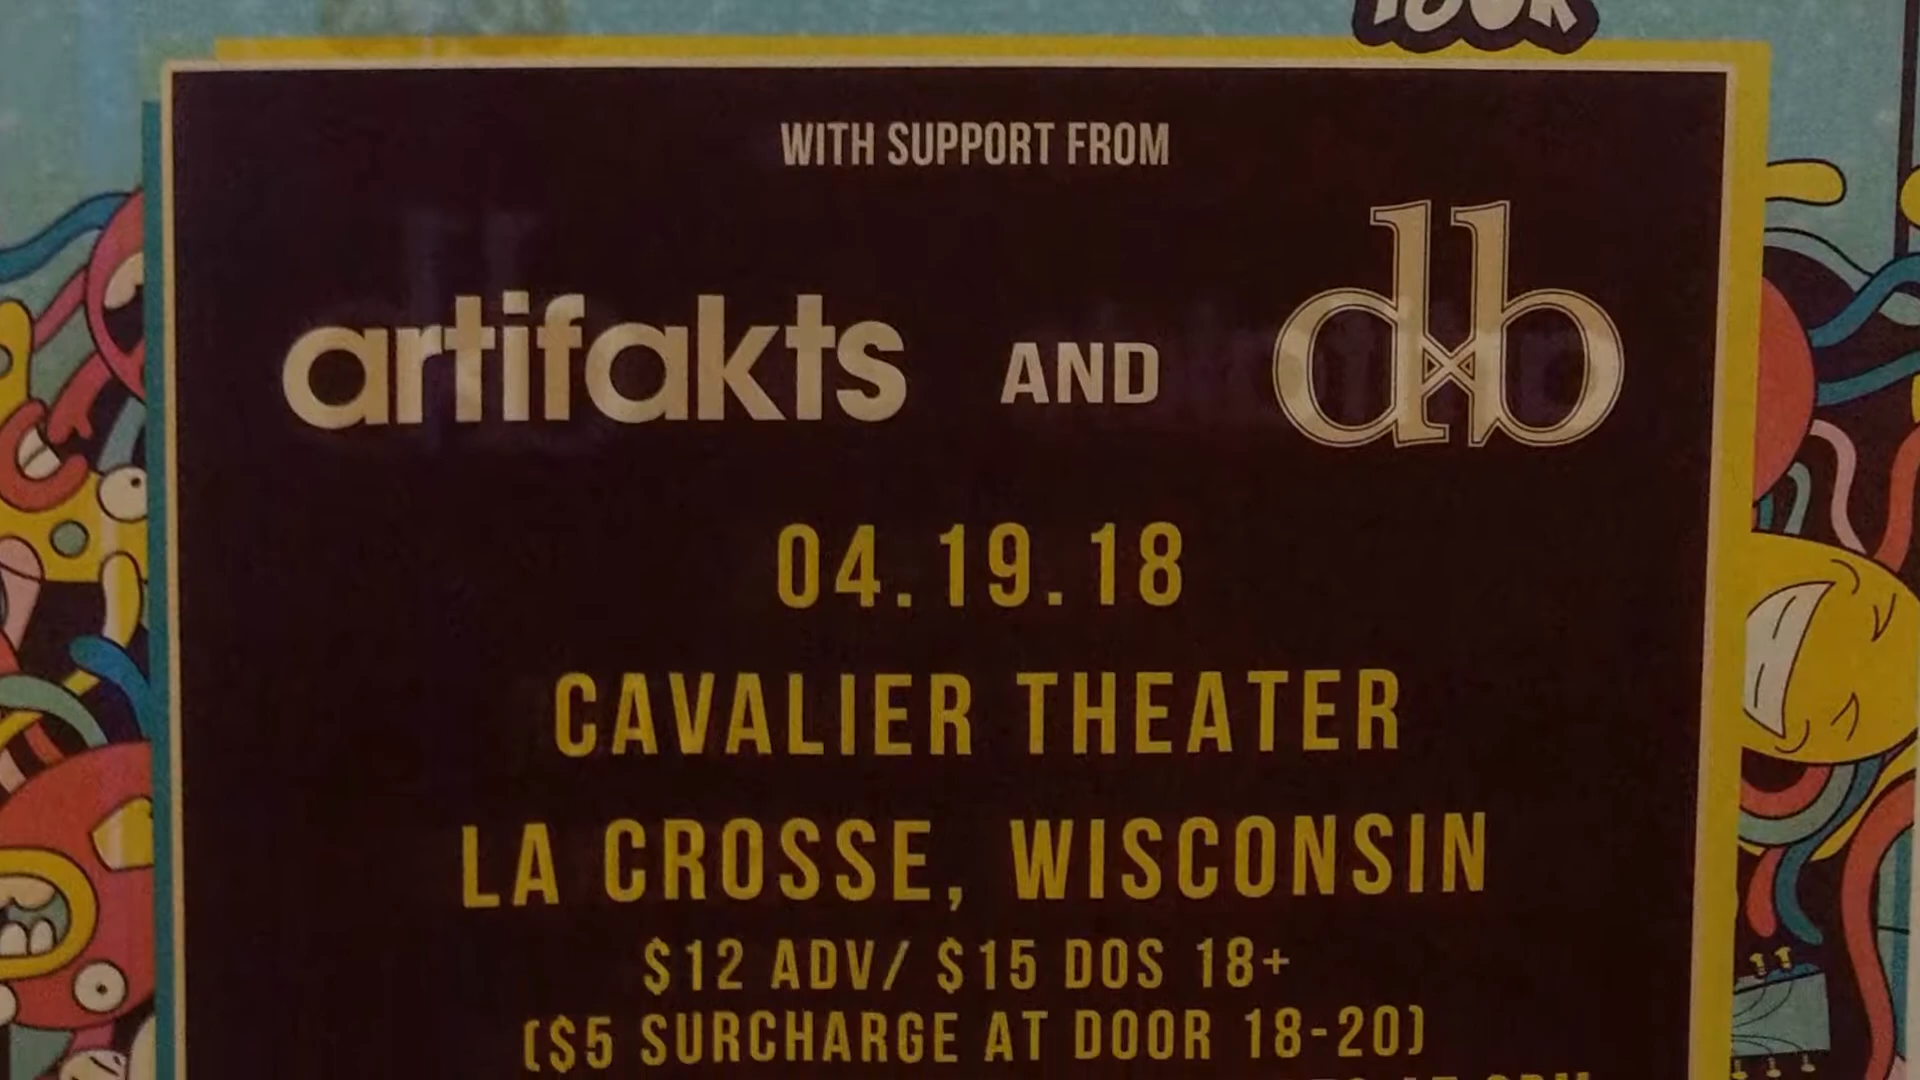 TOUR
WITH SUPPORT FROM
artifakts AND db
04.19.18
CAVALIER THEATER
LA CROSSE, WISCONSIN
$12 ADV/ $15 DOS 18+
($5 SURCHARGE AT DOOR 18-20)